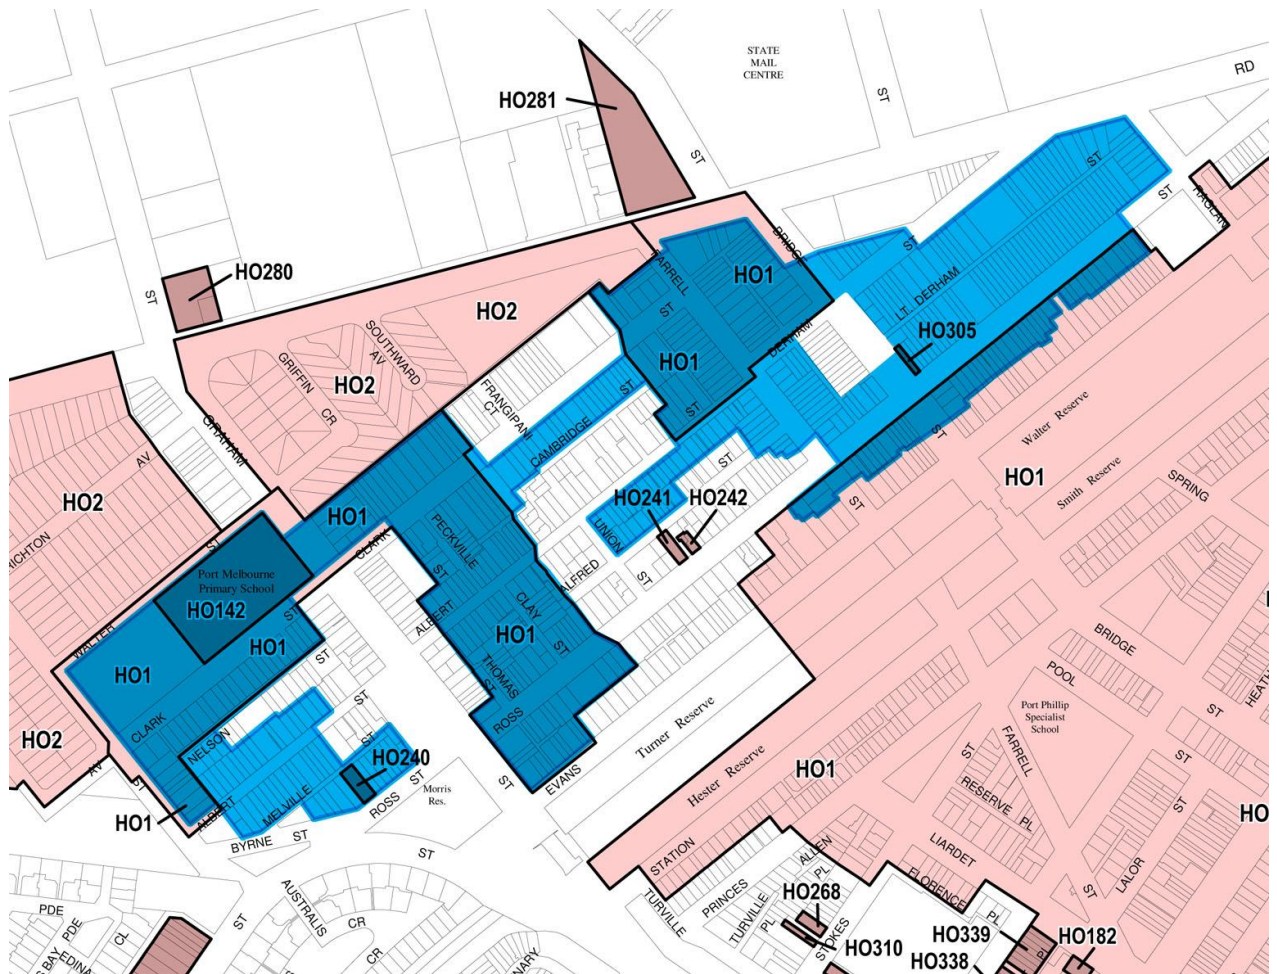 STATE
MAIL
CENTRE
RD
ST
HO281
ST
ST
ST
RAGLAN
HO280
ST
BRIDGE
ST
FARRELL
HO1
LT. DERHAM
HO2
SOUTHWARD
AV
ST
DERHAM
HO305
GRIFFIN
CR
HO2
HO1
ST
FRANGIPANI
CT
ST
CAMBRIDGE
GRAHAM
AV
ST
Walter Reserve
ST
HO2
HO241
HO242
HO1
Smith Reserve
SPRING
HO1
ST
UNION
PECKVILLE
ST
CLARK
ALFRED
ST
ST
Port Melbourne
Primary School
HO142
ST
ALBERT
CLAY
ST
HO1
WALTER
HO1
ST
BRIDGE
HO1
THOMAS
ST
POOL
HEATH
ST
CLARK
ROSS
Turner Reserve
Port Phillip
Specialist
School
ST
HO2
NELSON
ST
FARRELL
ST
AV
ST
HO240
ST
EVANS
ST
HO1
Hester Reserve
RESERVE
PL
ST
Morris
Res.
MELVILLE
ROSS
ALBERT
HO1
BYRNE
ST
LIARDET
ST
ALLEN
PL
STATION
FLORENCE
LALOR
ST
AUSTRALIS
CR
PRINCES
HO268
PL
PDE
PDE
CL
ST
CR
TURVILLE
TURVILLE
PL
STOKES
HO310
HO339
HO338
PL
HO182
BAY